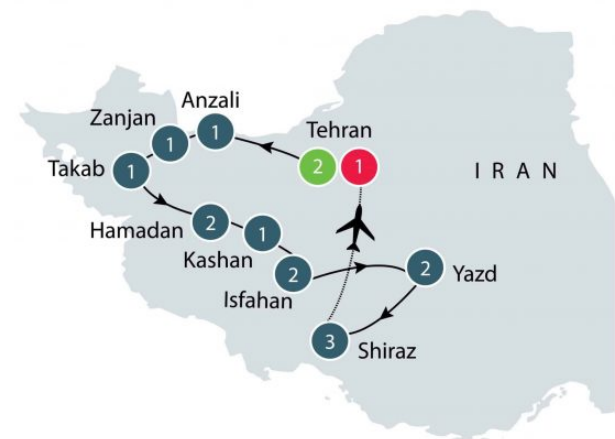 Anzali
Zanjan
Tehran
1
1
2
1
Takab
1
I R A N
Hamadan
2
1
Kashan
2
Isfahan
2
Yazd
3
Shiraz